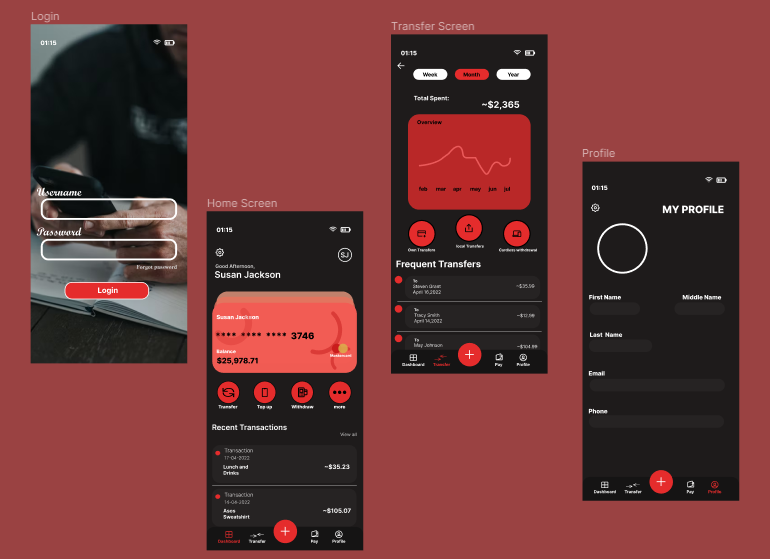 Login
01:15
Username
Password
Forgot password
Login
Home Screen
01:15
SJ
Good Afternoon,
Susan Jackson
Susan Jackson
**** **** **** 3746
Balance
$25,978.71
Mastercard
Transfer
Top up
Withdraw
more
Recent Transactions
View all
Transaction
17-04-2022
Lunch and
Drinks
~$35.23
Transaction
16-04-2022
Asos
Sweatshirt
~$105.07
Dashboard
Transfer
Pay
Profile
Transfer Screen
01:15
Week
Month
Year
Total Spent:
~$2,365
Overview
feb mar apr may jun jul
Own Transfers
local Transfers
Cardless withdrawal
Frequent Transfers
To
Steven Grant
April 16,2022
~$35.99
To
Tracy Smith
April 14,2022
~$12.99
To
May Johnson
~$104.99
Dashboard
Transfer
Pay
Profile
Profile
01:15
MY PROFILE
First Name
Middle Name
Last Name
Email
Phone
Dashboard
Transfer
Pay
Profile